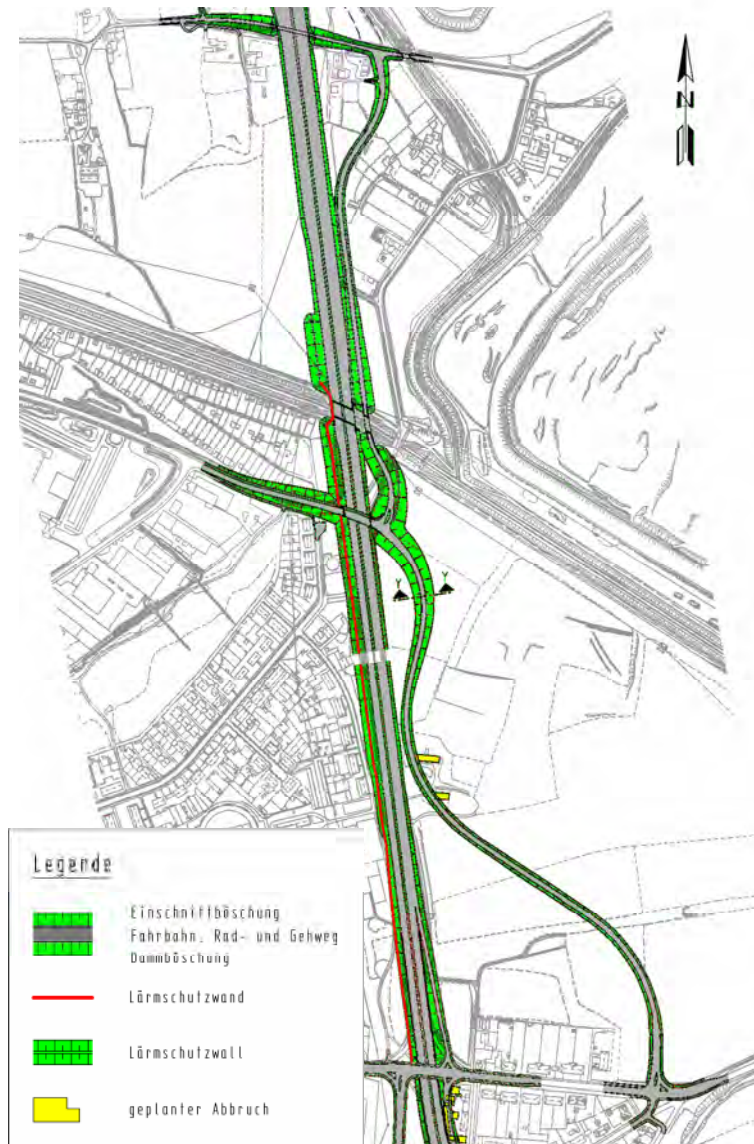 N
Y
Y
Legende
Einschnittböschung
Fahrbahn, Rad- und Gehweg
Dammböschung
Lärmschutzwand
Lärmschutzwall
geplanter Abbruch